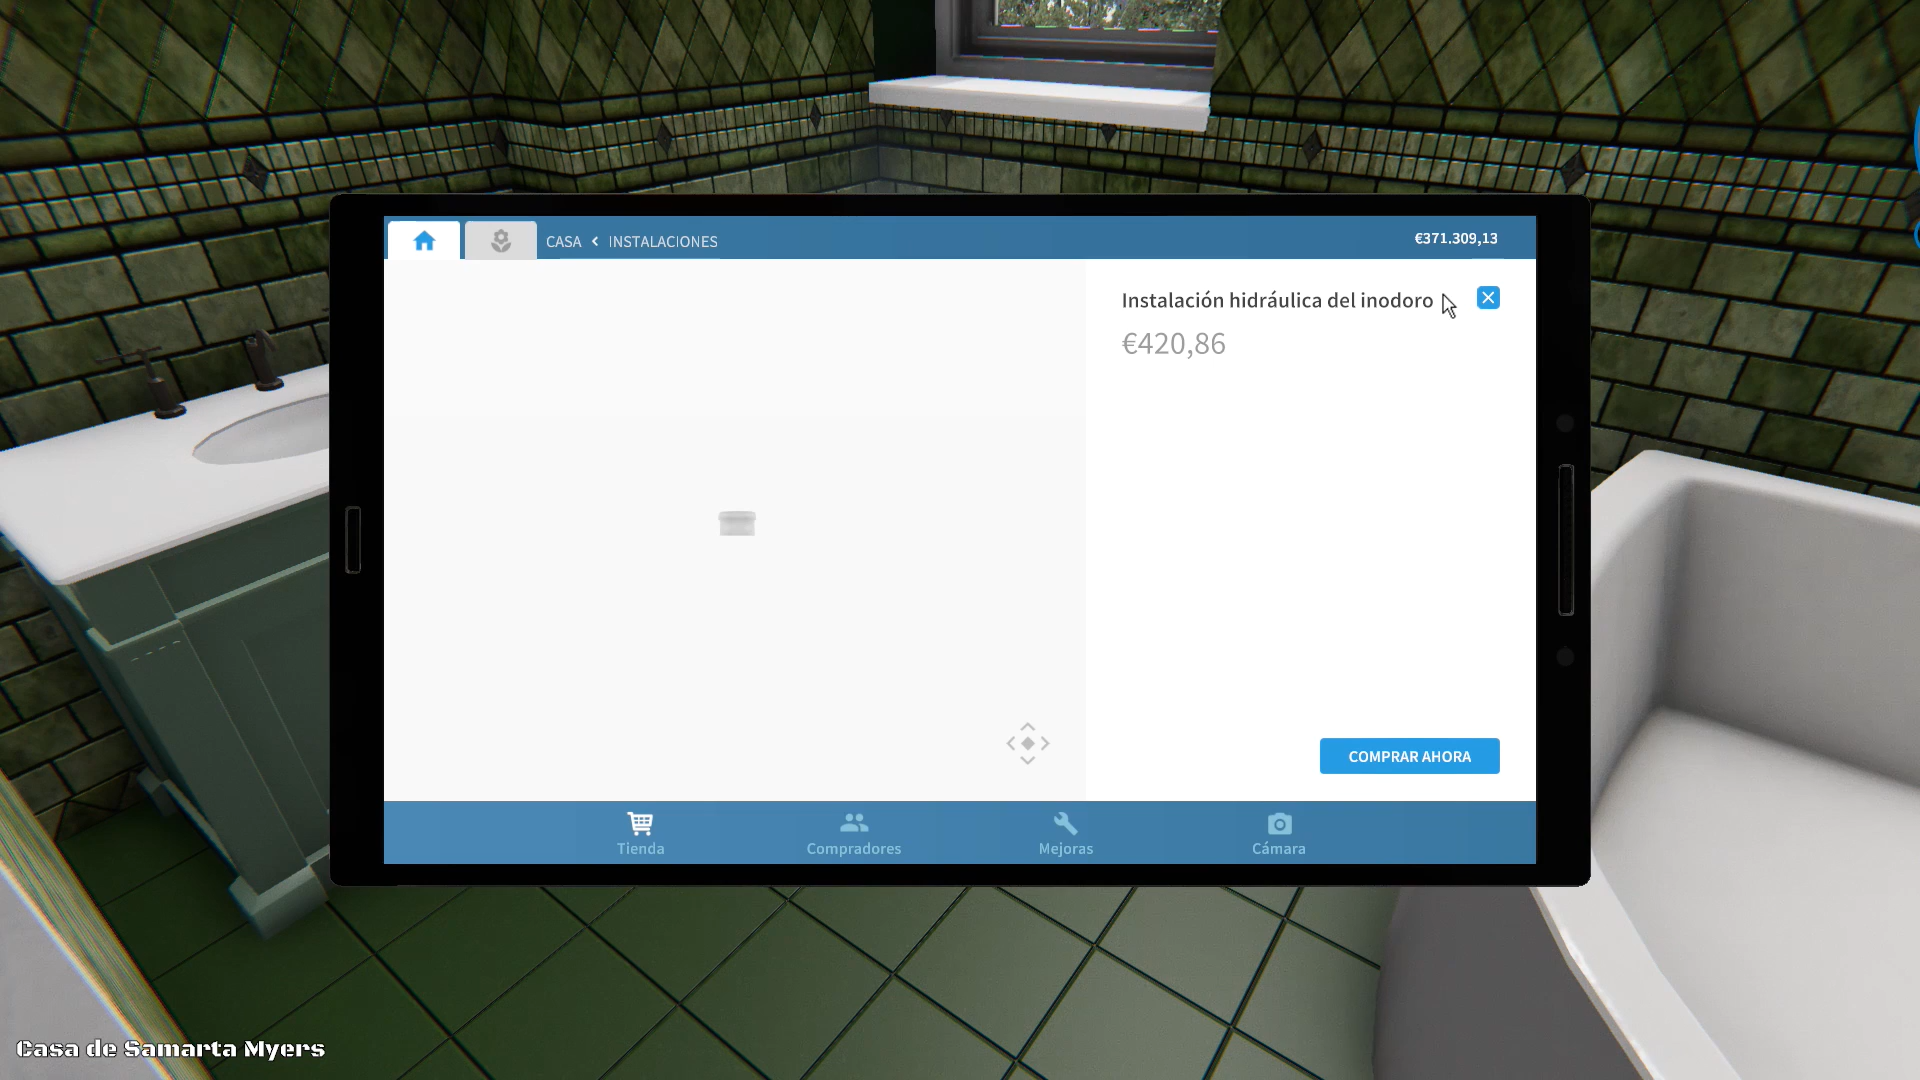 CASA
INSTALACIONES
€371.309,13
Instalación hidráulica del inodoro
€420,86
COMPRAR AHORA
Tienda
Compradores
Mejoras
Cámara
Casa de Samarta Myers